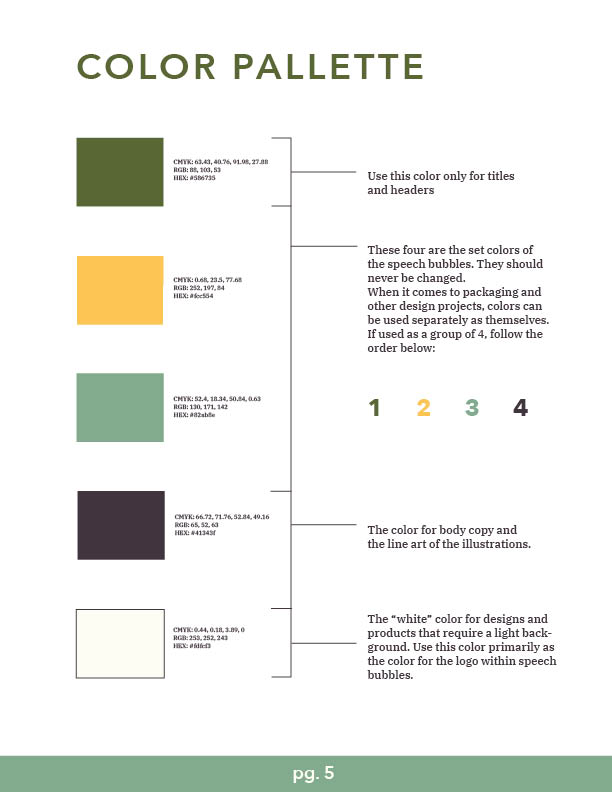 COLOR PALLETTE
CMYK: 63.43, 40.76, 91.98, 27.88
RGB: 88, 103, 53
HEX: #586735
Use this color only for titles
and headers
CMYK: 0.68, 23.5, 77.68
RGB: 252, 197, 84
HEX: #fcc554
These four are the set colors of
the speech bubbles. They should
never be changed.
When it comes to packaging and
other design projects, colors can
be used separately as themselves.
If used as a group of 4, follow the
order below:
CMYK: 52.4, 18.34, 50.84, 0.63
RGB: 130, 171, 142
HEX: #82ab8e
1 2 3 4
CMYK: 66.72, 71.76, 52.84, 49.16
RGB: 65, 52, 63
HEX: #41343f
The color for body copy and
the line art of the illustrations.
CMYK: 0.44, 0.18, 3.89, 0
RGB: 253, 252, 243
HEX: #fdfcf3
The “white” color for designs and
products that require a light back-
ground. Use this color primarily as
the color for the logo within speech
bubbles.
pg. 5